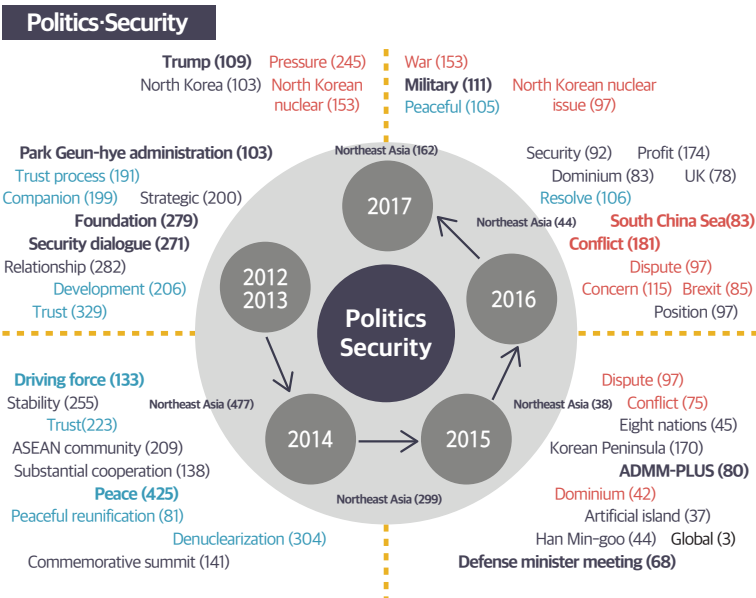 Politics·Security
Trump (109) Pressure (245)
North Korea (103) North Korean
nuclear (153)
War (153)
Military (111) North Korean nuclear
Peaceful (105) issue (97)
Park Geun-hye administration (103)
Trust process (191)
Companion (199) Strategic (200)
Foundation (279)
Security dialogue (271)
Relationship (282)
Development (206)
Trust (329)
Northeast Asia (162)
2017
Northeast Asia (44)
2012
2013
2016
Politics
Security
Security (92) Profit (174)
Dominium (83) UK (78)
Resolve (106)
South China Sea(83)
Conflict (181)
Dispute (97)
Concern (115) Brexit (85)
Position (97)
Driving force (133)
Stability (255)
Trust(223)
ASEAN community (209)
Substantial cooperation (138)
Peace (425)
Peaceful reunification (81)
Denuclearization (304)
Commemorative summit (141)
Northeast Asia (477)
2014
2015
Northeast Asia (38)
Northeast Asia (299)
Dispute (97)
Conflict (75)
Eight nations (45)
Korean Peninsula (170)
ADMM-PLUS (80)
Dominium (42)
Artificial island (37)
Han Min-goo (44) Global (3)
Defense minister meeting (68)